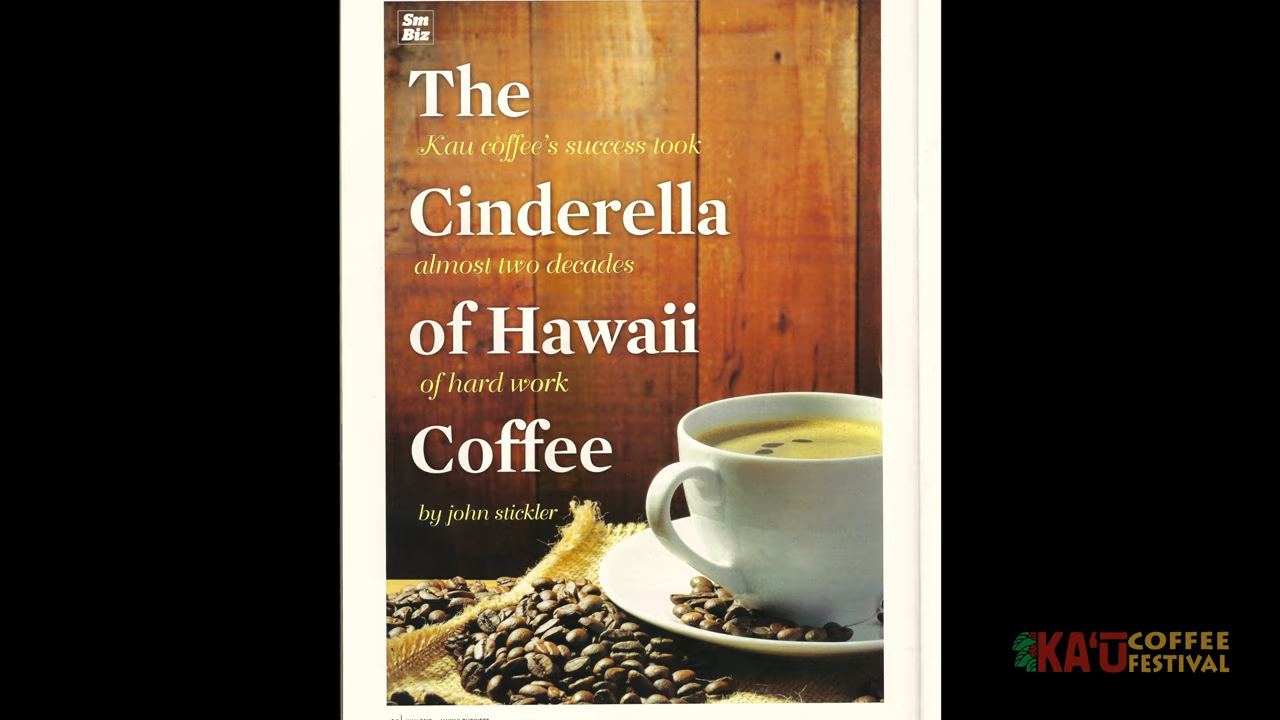 Sm
Biz
The
Kau coffee's success took
Cinderella
almost two decades
of Hawaii
of hard work
Coffee
by john stickler
KA'Ū COFFEE
FESTIVAL